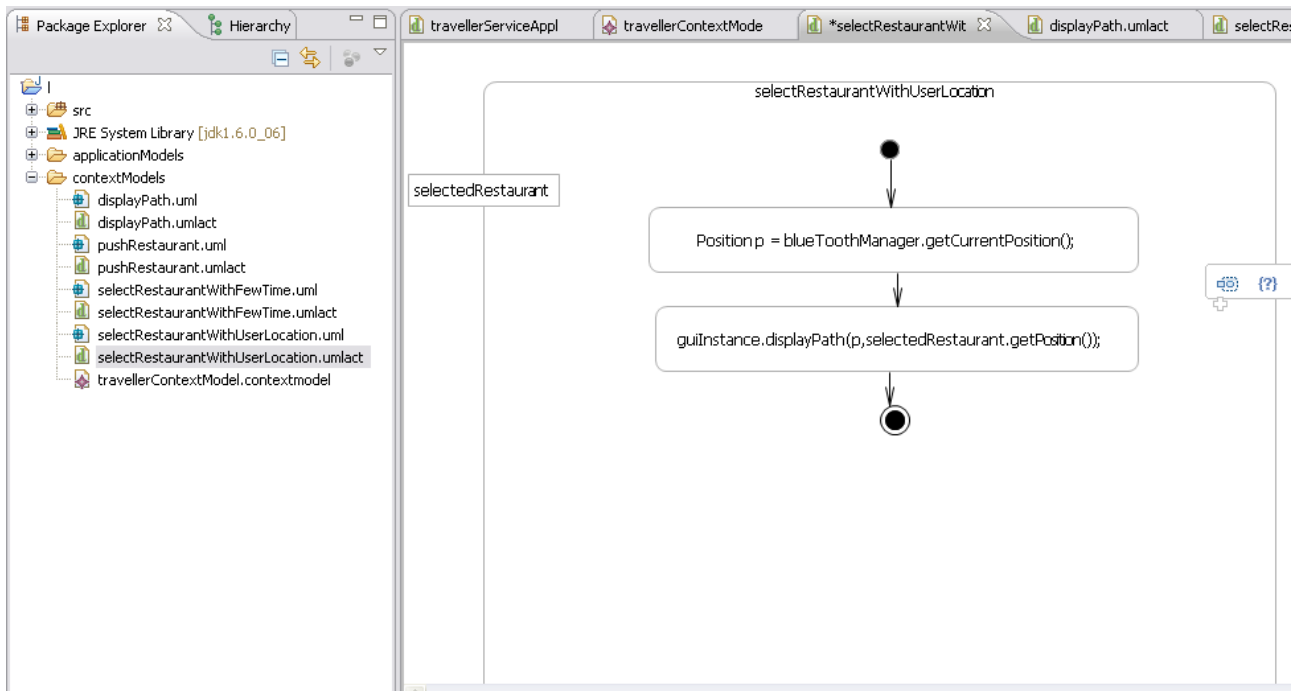 Package Explorer
Hierarchy
travellerServiceAppl
travellerContextMode
*selectRestaurantWit
displayPath.umlact
selectRes
l
src
JRE System Library [jdk1.6.0_06]
applicationModels
contextModels
displayPath.uml
displayPath.umlact
pushRestaurant.uml
pushRestaurant.umlact
selectRestaurantWithFewTime.uml
selectRestaurantWithFewTime.umlact
selectRestaurantWithUserLocation.uml
selectRestaurantWithUserLocation.umlact
travellerContextModel.contextmodel
selectRestaurantWithUserLocation
selectedRestaurant
Position p = blueToothManager.getCurrentPosition();
guiInstance.displayPath(p,selectedRestaurant.getPosition());
{?}